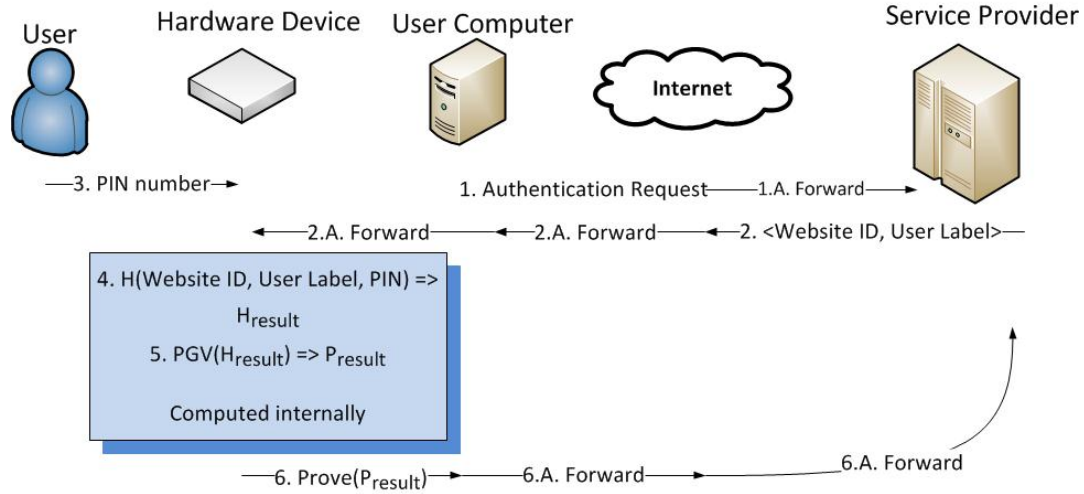 User
Hardware Device
User Computer
Service Provider
Internet
3. PIN number
1. Authentication Request
1.A. Forward
2.A. Forward
2.A. Forward
2. <Website ID, User Label>
4. H(Website ID, User Label, PIN) =>
Hresult
5. PGV(Hresult) => Presult
Computed internally
6. Prove(Presult)
6.A. Forward
6.A. Forward